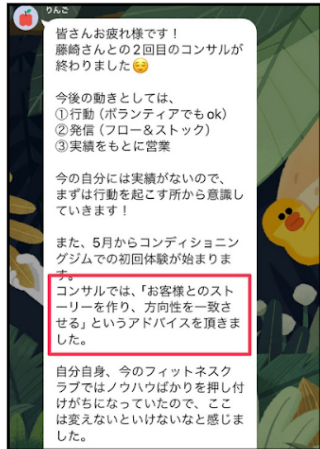 りんご
皆さんお疲れ様です！
藤崎さんとの2回目のコンサルが
終わりました😌
今後の動きとしては、
①行動（ボランティアでもok）
②発信（フロー＆ストック）
③実績をもとに営業
今の自分には実績がないので、
まずは行動を起こす所から意識し
ていきます！
また、5月からコンディショニン
グジムでの初回体験が始まりま
す。
コンサルでは、「お客様とのスト
ーリーを作り、方向性を一致さ
せる」というアドバイスを頂きま
した。
自分自身、今のフィットネスク
ラブではノウハウばかりを押し付
けがちになっていたので、ここ
は変えないといけないなと感じま
した。